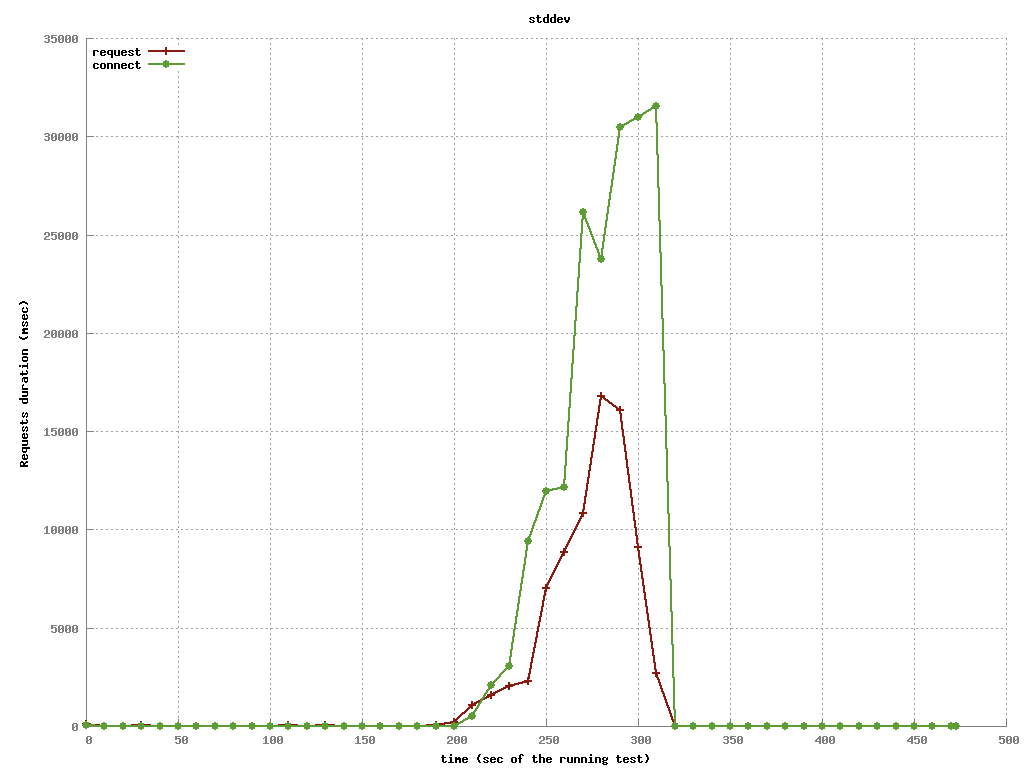 stddev
35000
request
connect
30000
25000
20000
Requests duration (msec)
15000
10000
5000
0
0 50 100 150 200 250 300 350 400 450 500
time (sec of the running test)